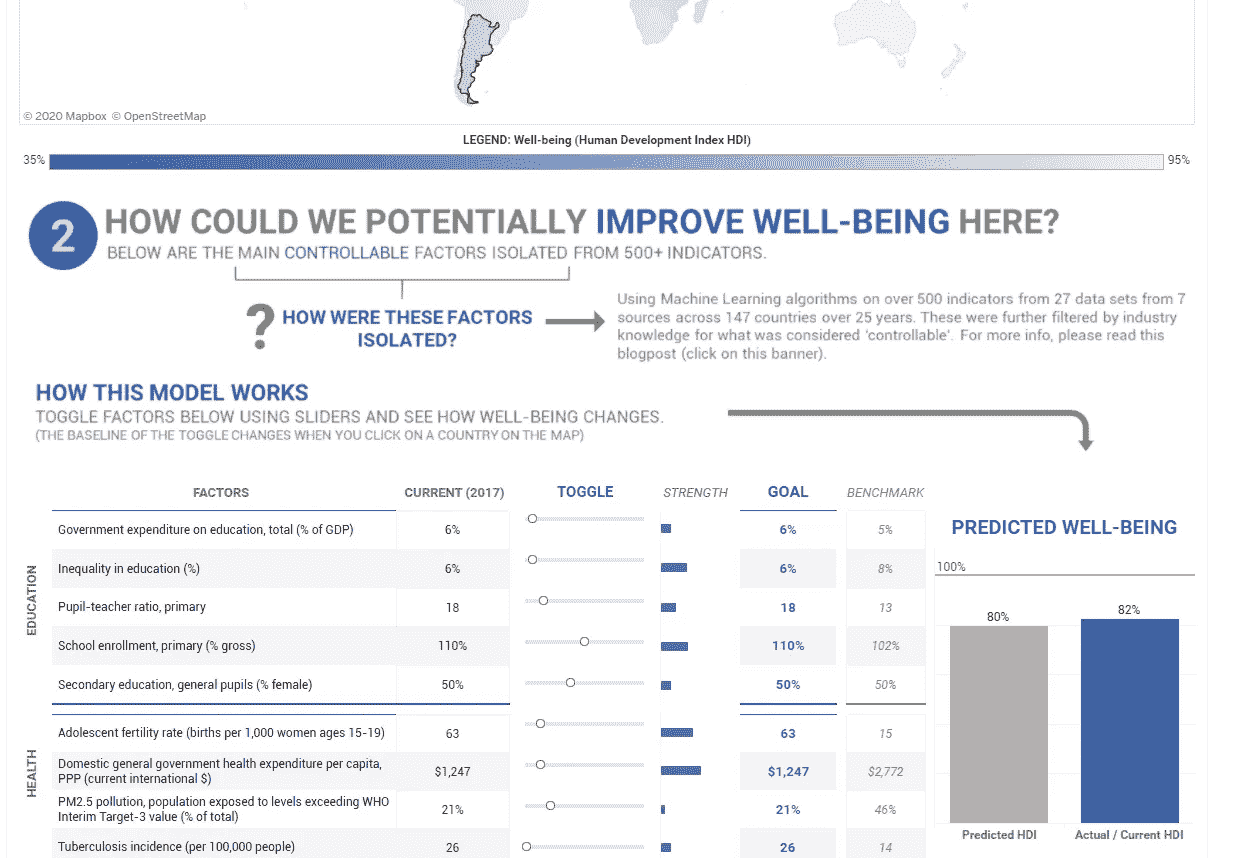 © 2020 Mapbox © OpenStreetMap
LEGEND: Well-being (Human Development Index HDI)
35%
95%
2
HOW COULD WE POTENTIALLY IMPROVE WELL-BEING HERE?
BELOW ARE THE MAIN CONTROLLABLE FACTORS ISOLATED FROM 500+ INDICATORS.
? HOW WERE THESE FACTORS
ISOLATED?
Using Machine Learning algorithms on over 500 indicators from 27 data sets from 7
sources across 147 countries over 25 years. These were further filtered by industry
knowledge for what was considered 'controllable'. For more info, please read this
blogpost (click on this banner).
HOW THIS MODEL WORKS
TOGGLE FACTORS BELOW USING SLIDERS AND SEE HOW WELL-BEING CHANGES.
(THE BASELINE OF THE TOGGLE CHANGES WHEN YOU CLICK ON A COUNTRY ON THE MAP)
FACTORS CURRENT (2017) TOGGLE STRENGTH GOAL BENCHMARK
EDUCATION
Government expenditure on education, total (% of GDP) 6% 6% 5%
Inequality in education (%) 6% 6% 8%
Pupil-teacher ratio, primary 18 18 13
School enrollment, primary (% gross) 110% 110% 102%
Secondary education, general pupils (% female) 50% 50% 50%
HEALTH
Adolescent fertility rate (births per 1,000 women ages 15-19) 63 63 15
Domestic general government health expenditure per capita,
PPP (current international $) $1,247 $1,247 $2,772
PM2.5 pollution, population exposed to levels exceeding WHO
Interim Target-3 value (% of total) 21% 21% 46%
Tuberculosis incidence (per 100,000 people) 26 26 14
PREDICTED WELL-BEING
100%
80%
82%
Predicted HDI
Actual / Current HDI